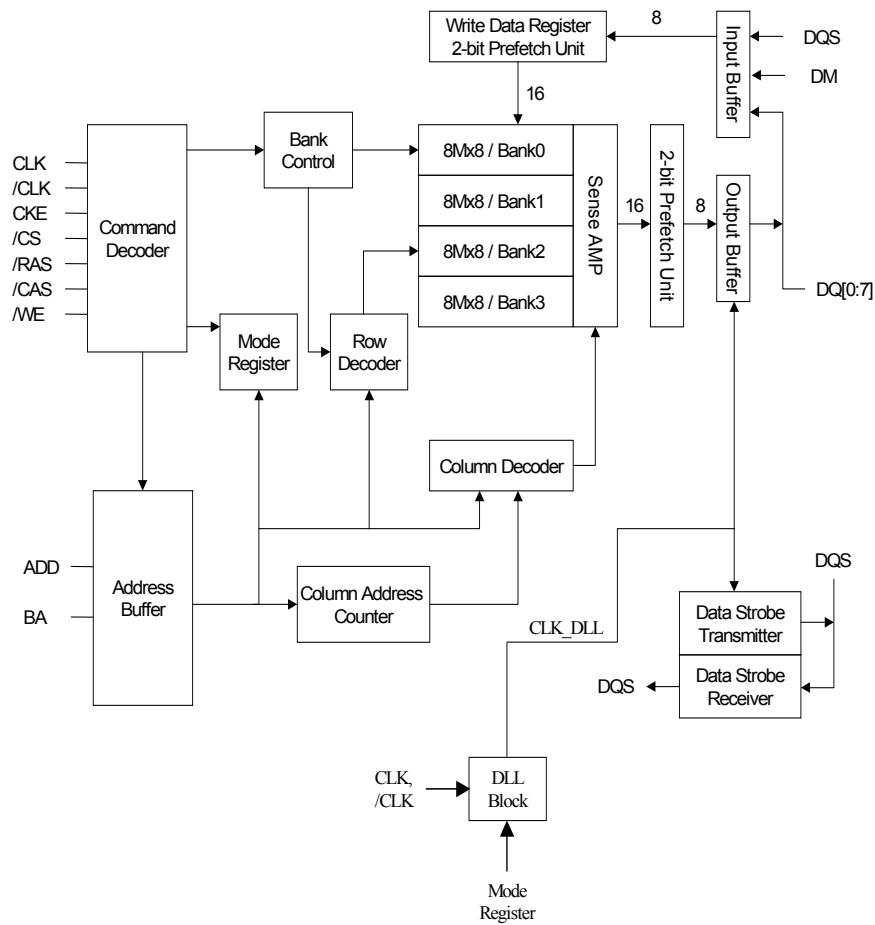 Write Data Register
2-bit Prefetch Unit
8
Input Buffer
DQS
DM
16
Bank
Control
8Mx8 / Bank0
8Mx8 / Bank1
8Mx8 / Bank2
8Mx8 / Bank3
Sense AMP
16
2-bit Prefetch Unit
8
Output Buffer
DQ[0:7]
CLK
/CLK
CKE
/CS
/RAS
/CAS
/WE
Command
Decoder
Mode
Register
Row
Decoder
Column Decoder
ADD
BA
Address
Buffer
Column Address
Counter
CLK_DLL
DQS
Data Strobe
Transmitter
Data Strobe
Receiver
DQS
CLK,
/CLK
DLL
Block
Mode
Register